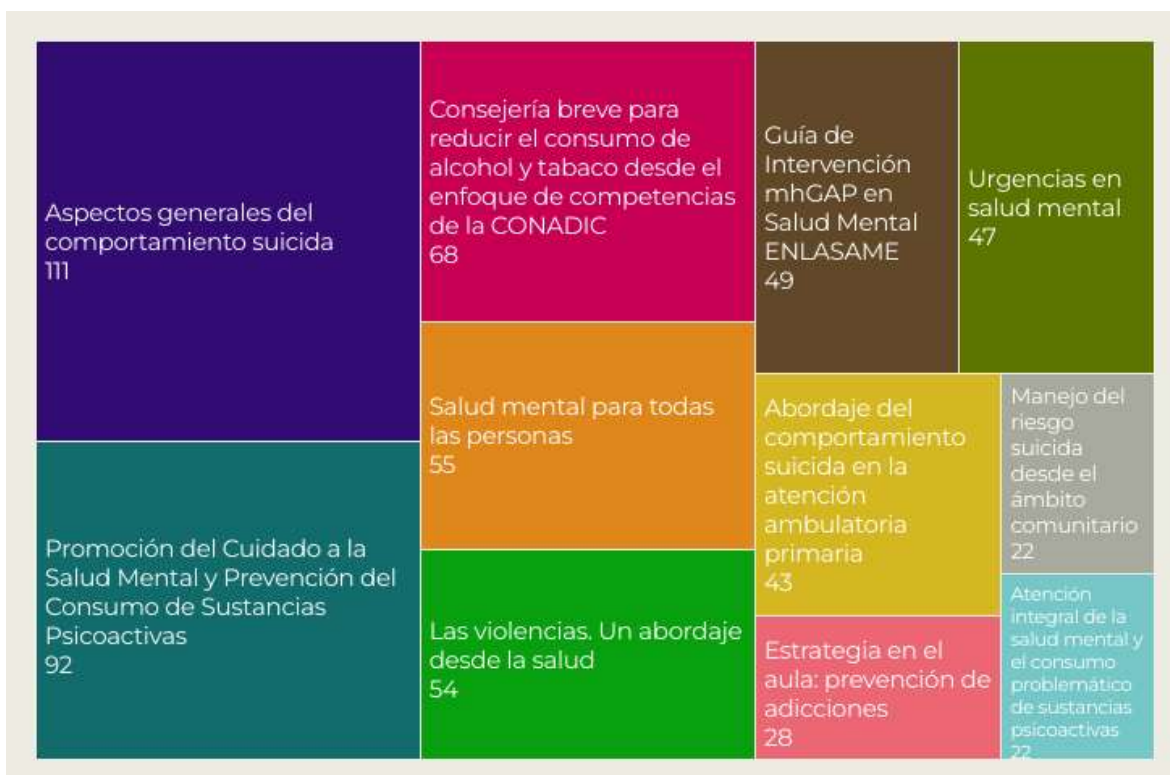 Aspectos generales del
comportamiento suicida
111
Promoción del Cuidado a la
Salud Mental y Prevención del
Consumo de Sustancias
Psicoactivas
92
Consejería breve para
reducir el consumo de
alcohol y tabaco desde el
enfoque de competencias
de la CONADIC
68
Salud mental para todas
las personas
55
Las violencias. Un abordaje
desde la salud
54
Guía de
Intervención
mhGAP en
Salud Mental
ENLASAME
49
Urgencias en
salud mental
47
Abordaje del
comportamiento
suicida en la
atención
ambulatoria
primaria
43
Estrategia en el
aula: prevención de
adicciones
28
Manejo del
riesgo
suicida
desde el
ámbito
comunitario
22
Atención
integral de la
salud mental y
el consumo
problemático
de sustancias
psicoactivas
22